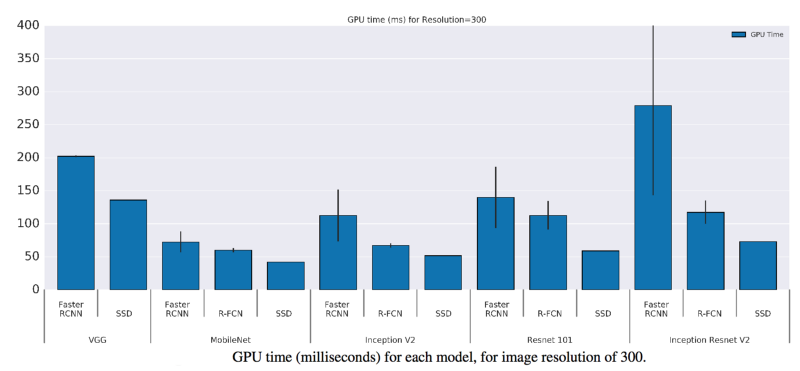 GPU time (ms) for Resolution=300
GPU Time
400
350
300
250
200
150
100
50
0
Faster RCNN
SSD
Faster RCNN
R-FCN
SSD
Faster RCNN
R-FCN
SSD
Faster RCNN
R-FCN
SSD
Faster RCNN
R-FCN
SSD
VGG
MobileNet
Inception V2
Resnet 101
Inception Resnet V2
GPU time (milliseconds) for each model, for image resolution of 300.